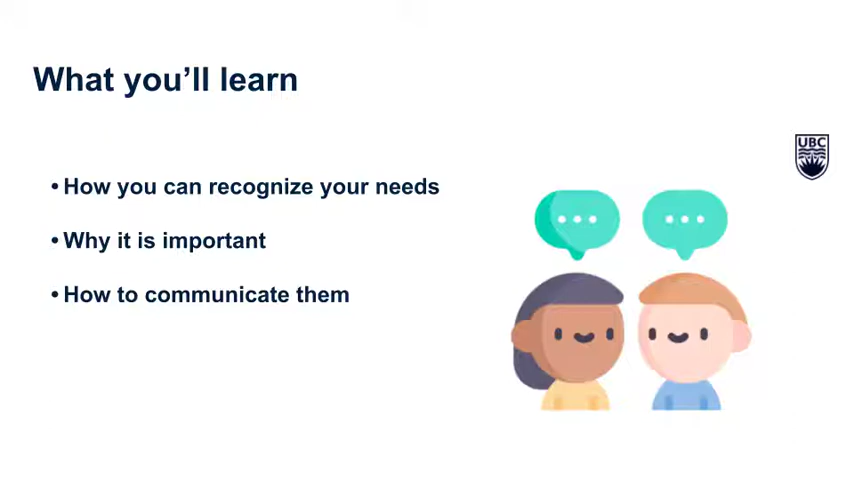 What you’ll learn
UBC
• How you can recognize your needs
• Why it is important
• How to communicate them